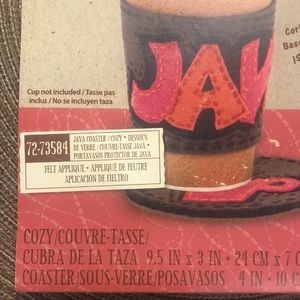 Cor
Base
JAV
Cup not included / Tasse pas
inclus / No se incluyen taza
72-73584
JAVA COASTER / COZY • DESSOUS
DE VERRE / COUVRE-TASSE JAVA •
PORTAVASOS PROTECTOR DE JAVA
FELT APPLIQUE • APPLIQUÉ DE FEUTRE
APLICACIÓN DE FIELTRO
COZY/COUVRE-TASSE/
CUBRA DE LA TAZA 9.5 IN x 3 IN • 24 CM x 7
COASTER/SOUS-VERRE/POSAVASOS 4 IN • 10 C